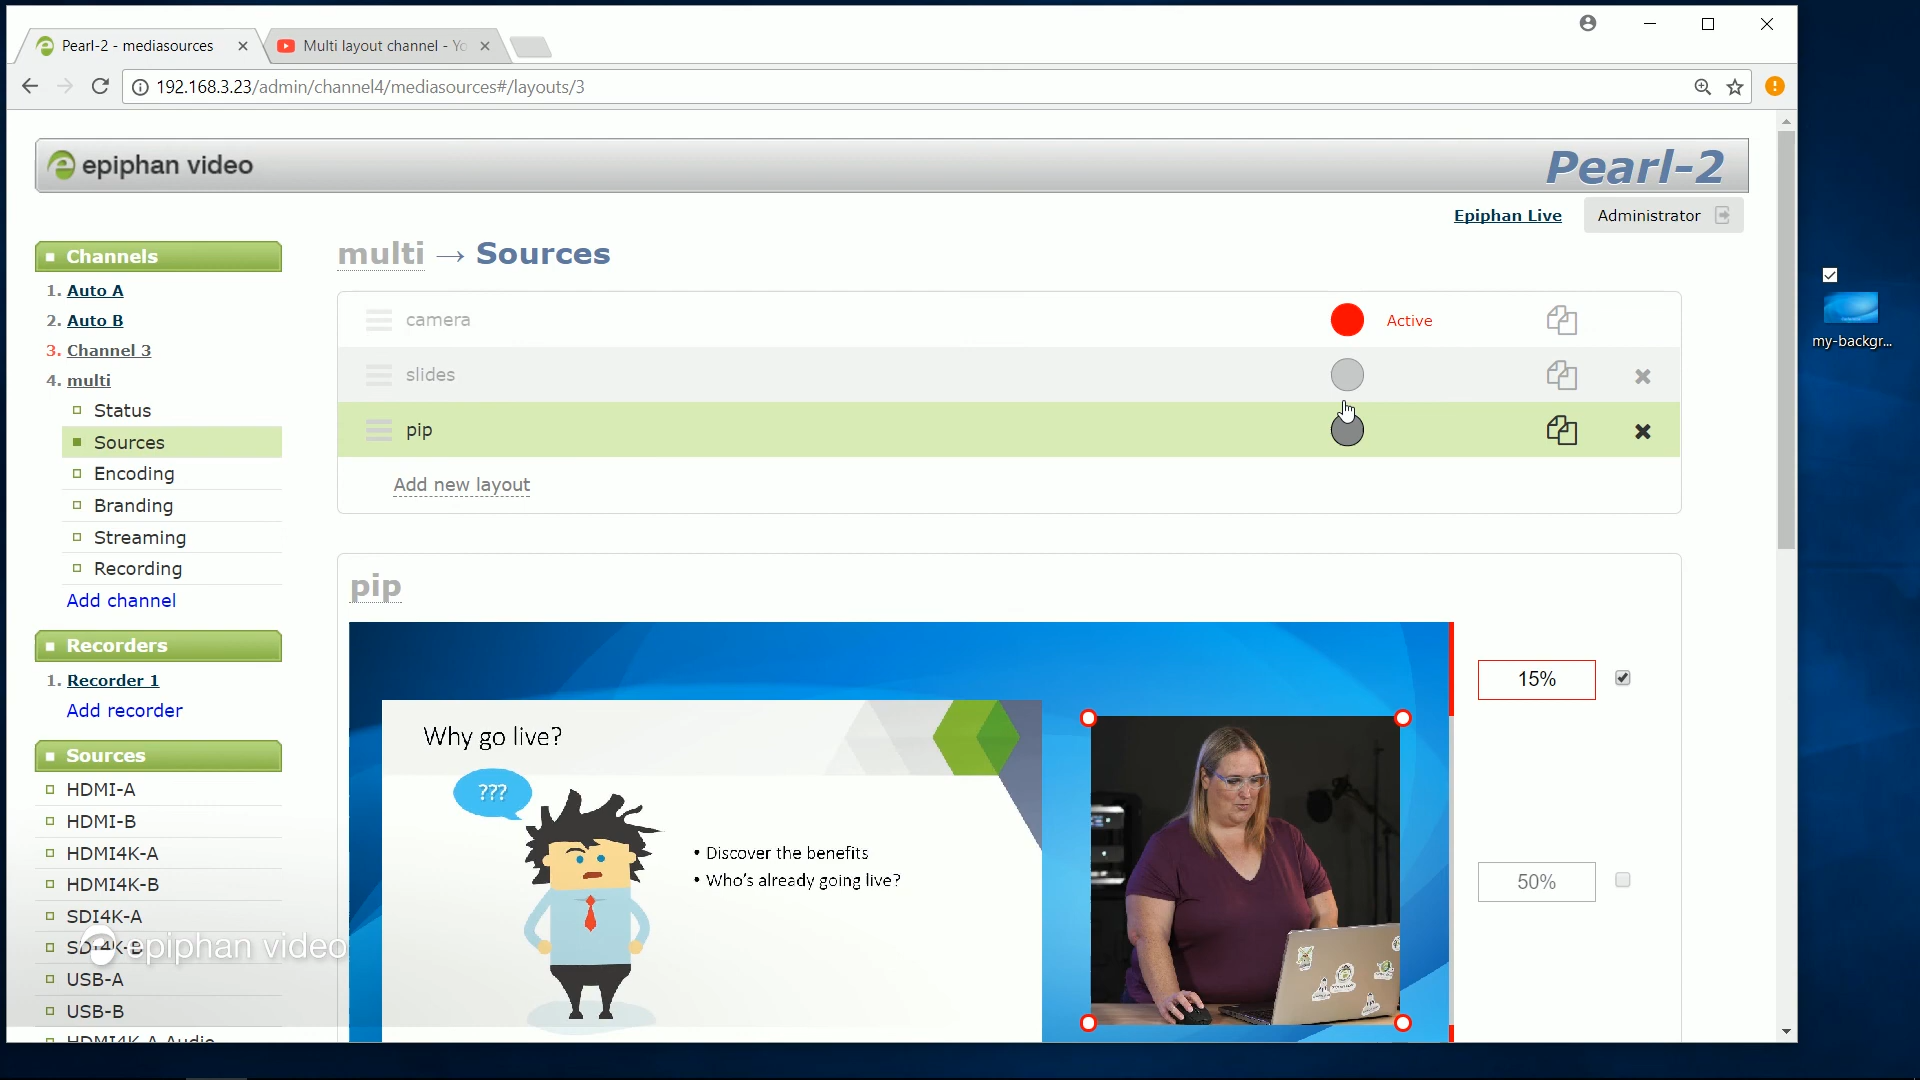 Pearl-2 - mediasources
Multi layout channel - Yo
192.168.3.23/admin/channel4/mediasources#/layouts/3
epiphan video
Pearl-2
Epiphan Live
Administrator
Channels
1. Auto A
2. Auto B
3. Channel 3
4. multi
Status
Sources
Encoding
Branding
Streaming
Recording
Add channel
Recorders
1. Recorder 1
Add recorder
Sources
HDMI-A
HDMI-B
HDMI4K-A
HDMI4K-B
SDI4K-A
SDI4K-B
USB-A
USB-B
HDMI4K-A Audio
multi → Sources
camera
Active
slides
pip
Add new layout
pip
15%
50%
Why go live?
???
• Discover the benefits
• Who's already going live?
my-backgr...
epiphan video